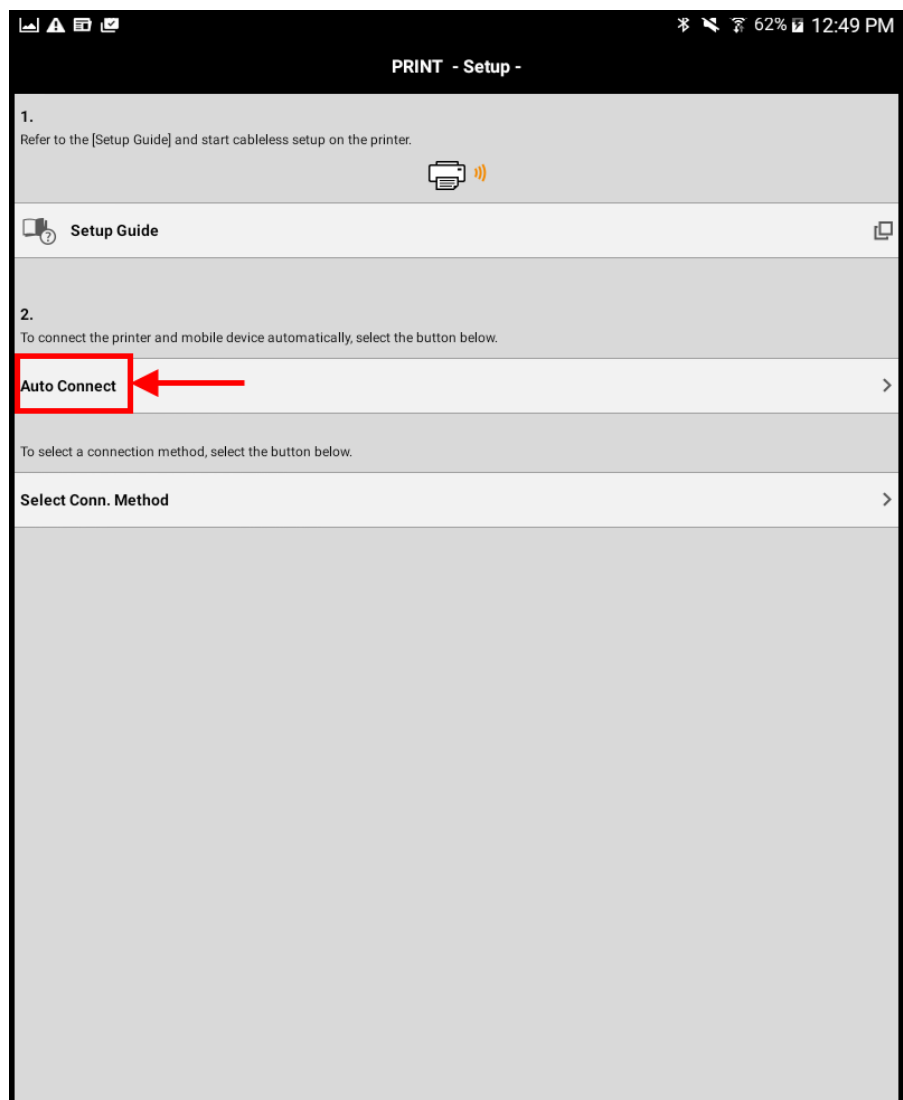 62% 12:49 PM
PRINT - Setup -
1.
Refer to the [Setup Guide] and start cableless setup on the printer.
Setup Guide
2.
To connect the printer and mobile device automatically, select the button below.
Auto Connect
To select a connection method, select the button below.
Select Conn. Method